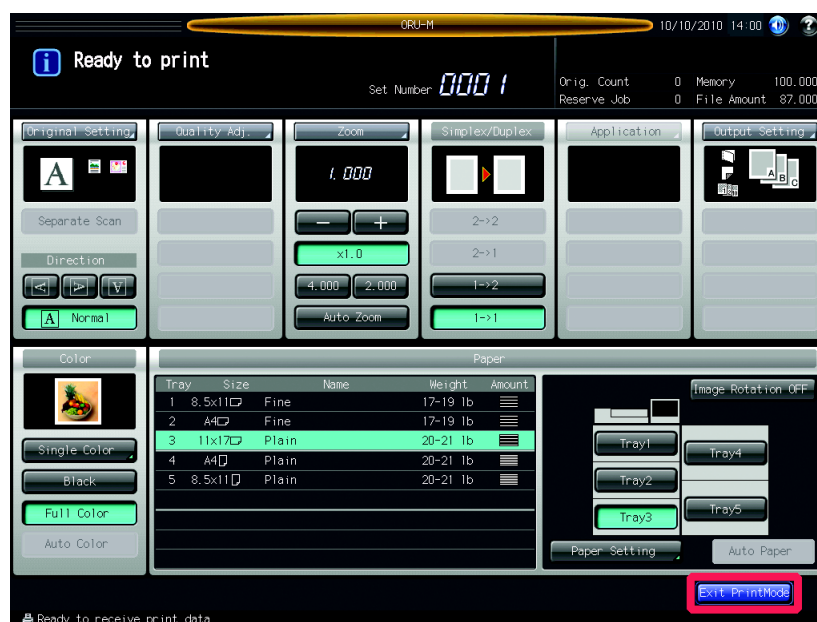 ORU-M
10/10/2010 14:00
Ready to print
Set Number 0001
Orig. Count 0 Memory 100.000
Reserve Job 0 File Amount 87.000
Original Setting Quality Adj. Zoom Simplex/Duplex Application Output Setting
A 1.000 A B C
Separate Scan - + 2->2
Direction x1.0 2->1
A A A 4.000 2.000 1->2
A Normal Auto Zoom 1->1
Color Paper
Tray Size Name Weight Amount
1 8.5x11 Fine 17-19 lb
2 A4 Fine 17-19 lb
3 11x17 Plain 20-21 lb
4 A4 Plain 20-21 lb
5 8.5x11 Plain 20-21 lb
Image Rotation OFF
Single Color
Black
Full Color
Auto Color
Tray1 Tray4
Tray2
Tray3 Tray5
Paper Setting Auto Paper
Exit PrintMode
Ready to receive print data